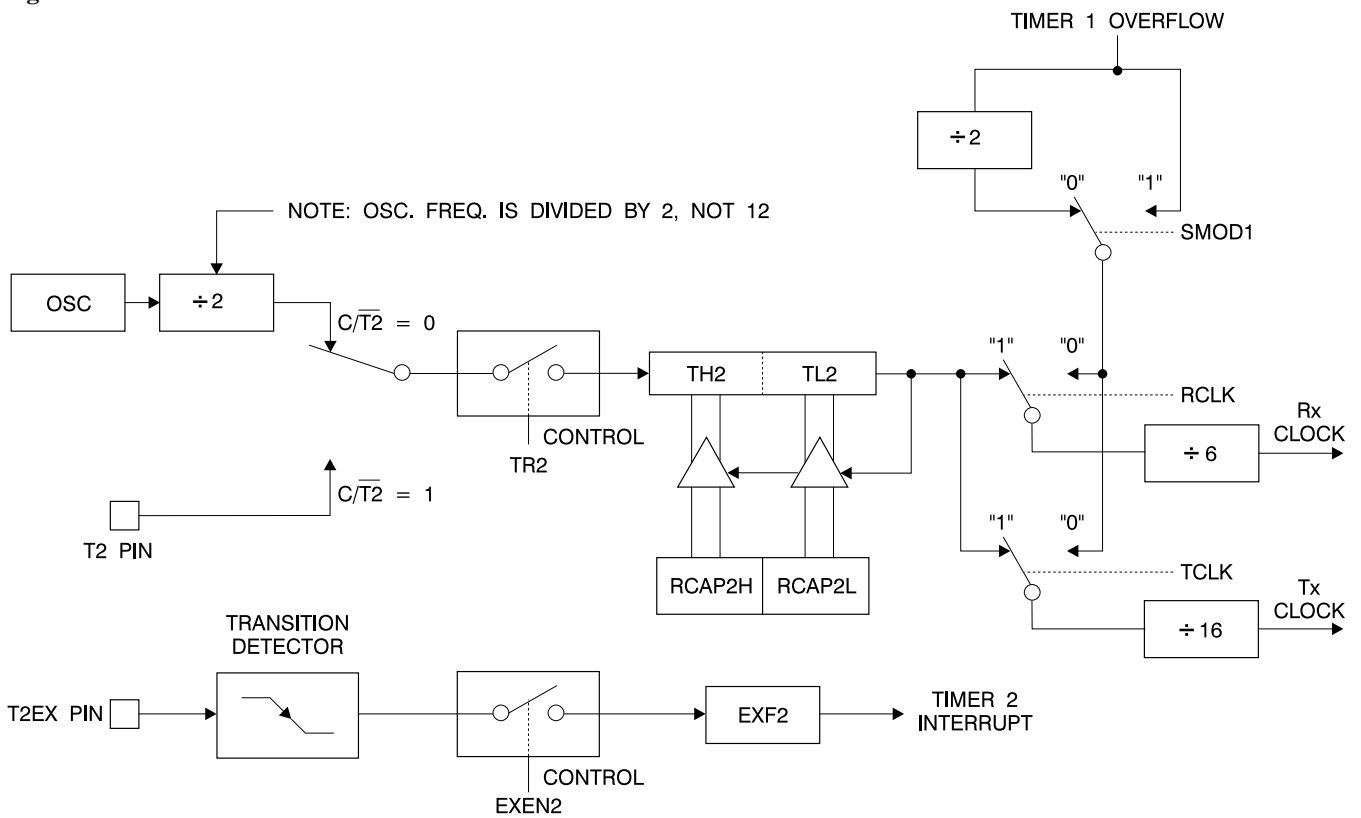 TIMER 1 OVERFLOW
÷2
"0"
"1"
NOTE: OSC. FREQ. IS DIVIDED BY 2, NOT 12
SMOD1
OSC
÷2
C/T2̅ = 0
"1"
"0"
TH2
TL2
RCLK
Rx
CLOCK
CONTROL
TR2
÷ 6
C/T2̅ = 1
T2 PIN
"1"
"0"
RCAP2H
RCAP2L
TCLK
Tx
CLOCK
÷ 16
TRANSITION
DETECTOR
T2EX PIN
EXF2
TIMER 2
INTERRUPT
CONTROL
EXEN2